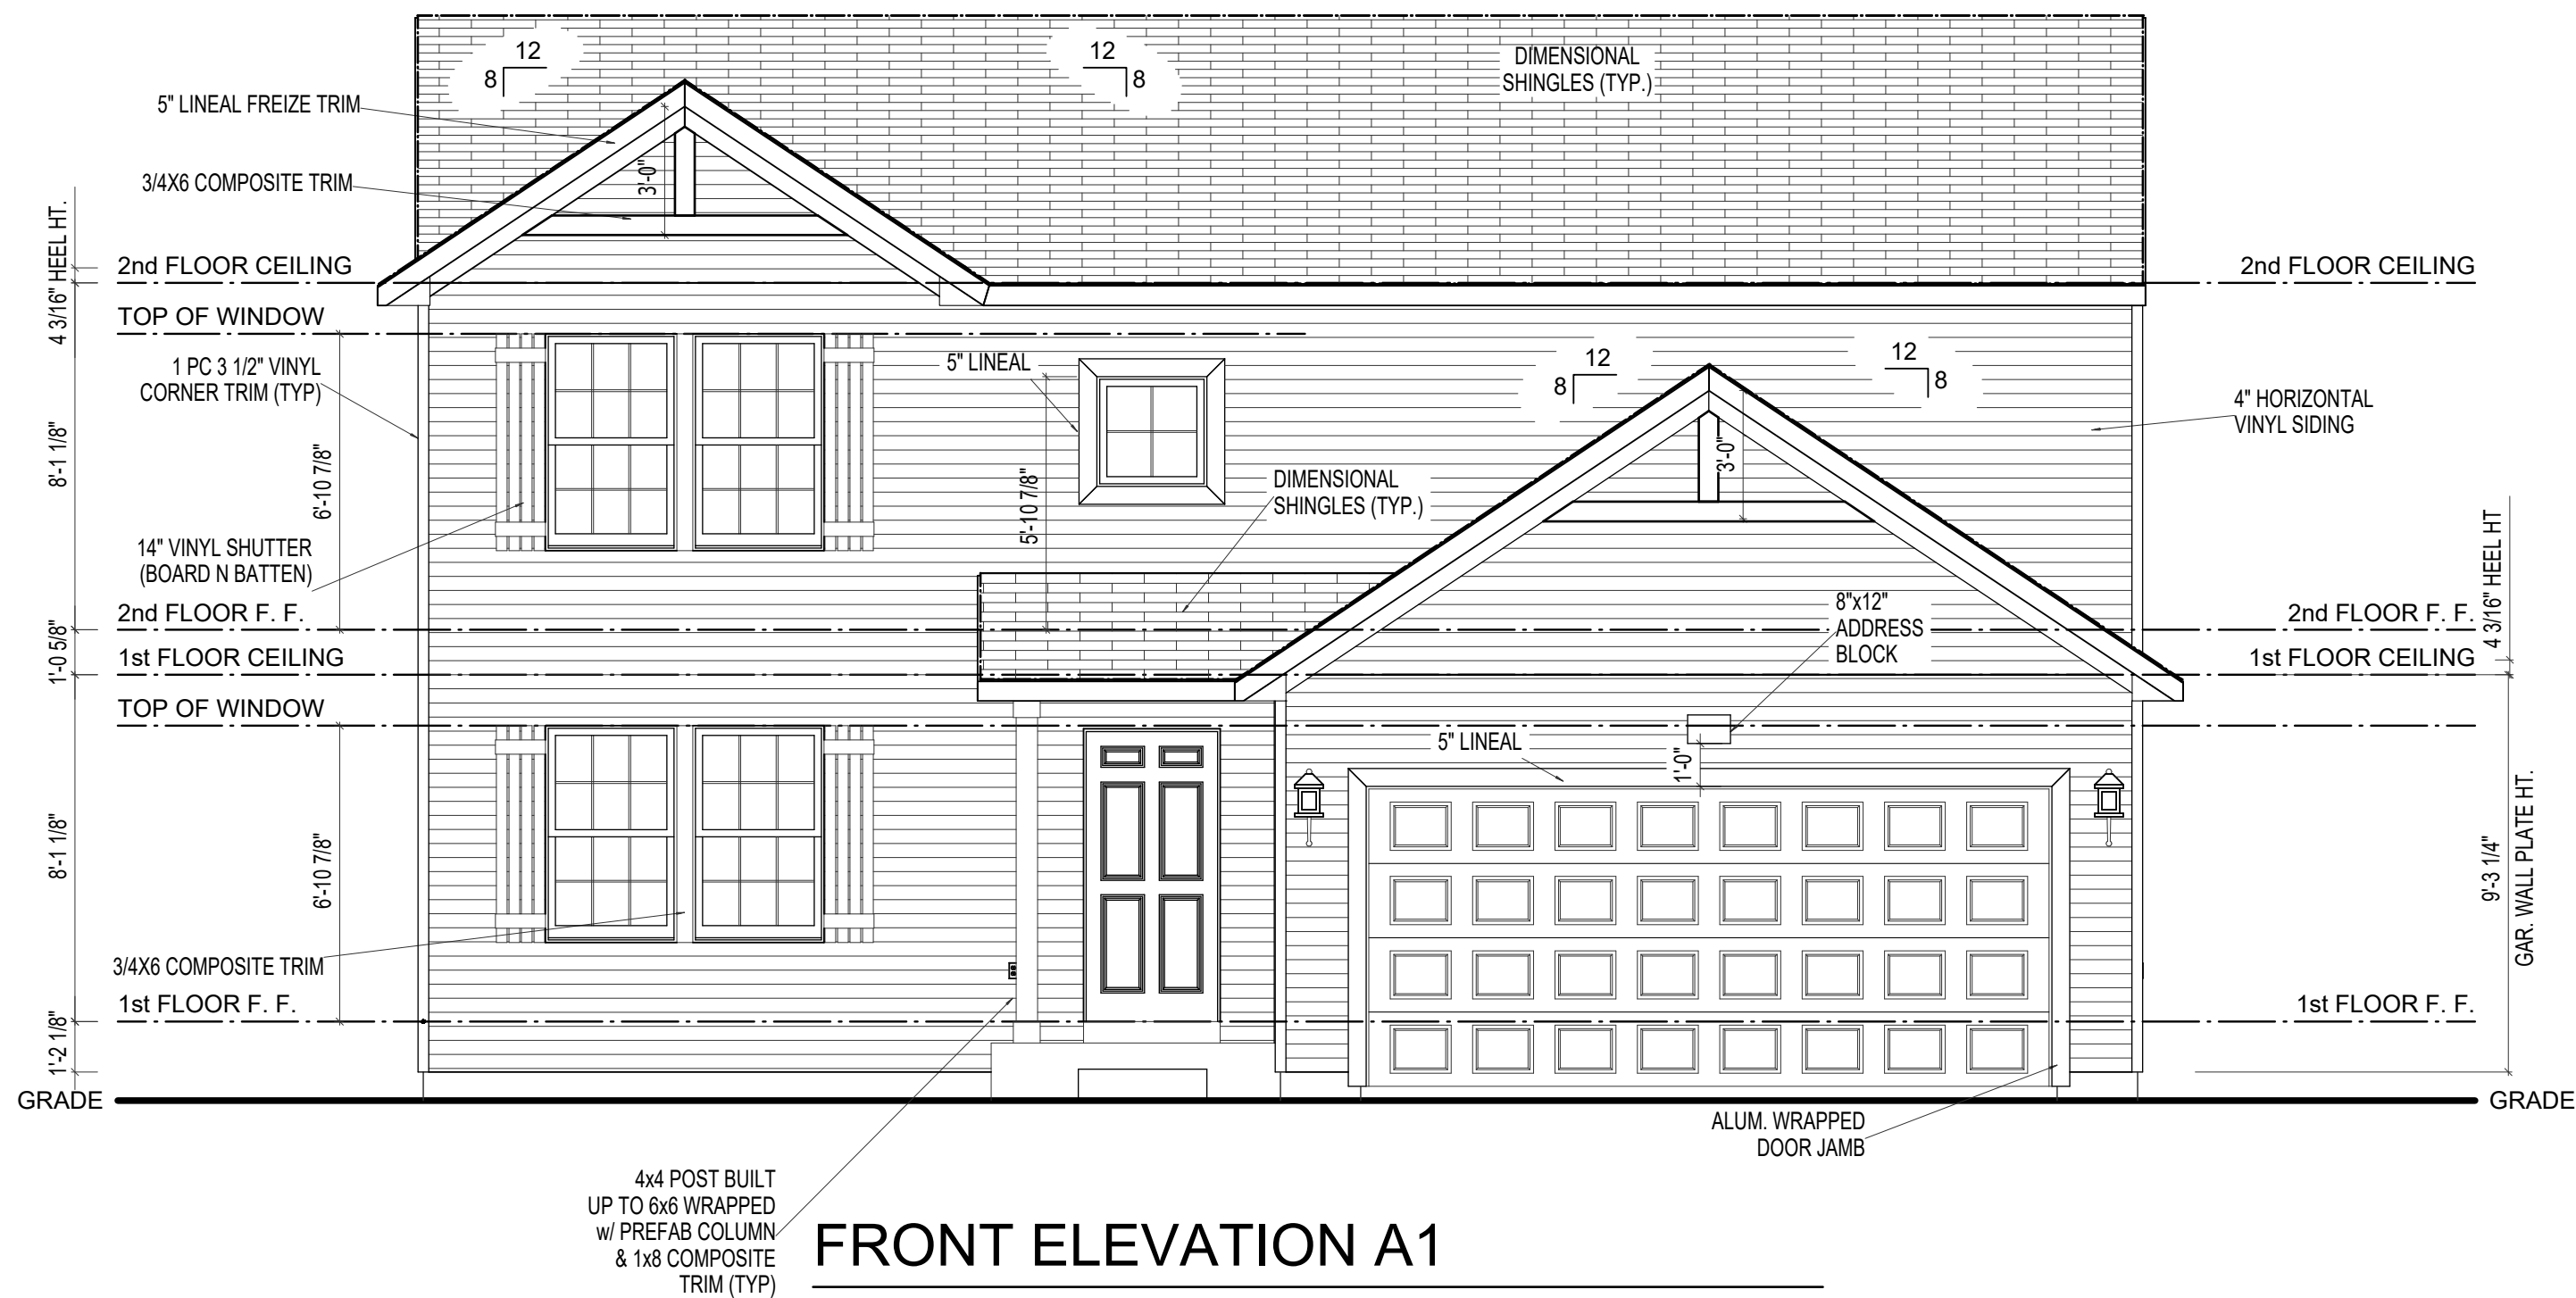 12
8
12
8
DIMENSIONAL
SHINGLES (TYP.)
5" LINEAL FREIZE TRIM
3'-0"
3/4X6 COMPOSITE TRIM
4 3/16" HEEL HT.
2nd FLOOR CEILING
2nd FLOOR CEILING
TOP OF WINDOW
1 PC 3 1/2" VINYL
CORNER TRIM (TYP)
5" LINEAL
12
8
12
8
4" HORIZONTAL
VINYL SIDING
8'-1 1/8"
6'-10 7/8"
5'-10 7/8"
DIMENSIONAL
SHINGLES (TYP.)
3'-0"
14" VINYL SHUTTER
(BOARD N BATTEN)
4 3/16" HEEL HT
8"x12"
ADDRESS
BLOCK
2nd FLOOR F. F.
2nd FLOOR F. F.
1'-0 5/8"
1st FLOOR CEILING
1st FLOOR CEILING
TOP OF WINDOW
5" LINEAL
1'-0"
8'-1 1/8"
6'-10 7/8"
9'-3 1/4"
GAR. WALL PLATE HT.
3/4X6 COMPOSITE TRIM
1st FLOOR F. F.
1st FLOOR F. F.
1'-2 1/8"
GRADE
GRADE
ALUM. WRAPPED
DOOR JAMB
4x4 POST BUILT
UP TO 6x6 WRAPPED
w/ PREFAB COLUMN
& 1x8 COMPOSITE
TRIM (TYP)
FRONT ELEVATION A1